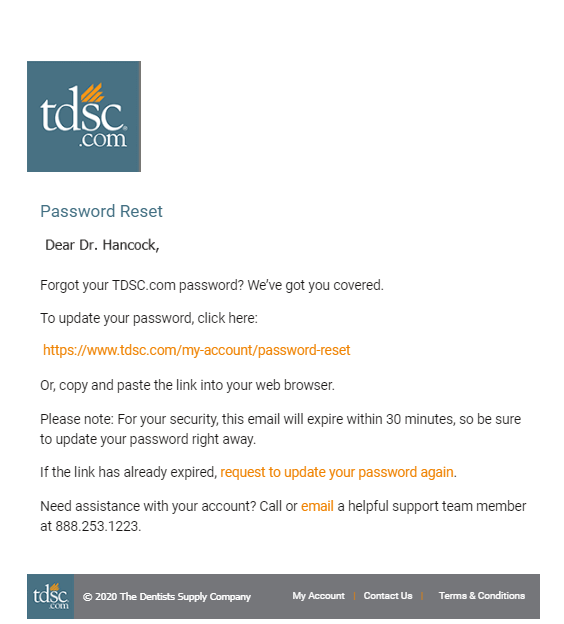 tdsc®
.com
Password Reset
Dear Dr. Hancock,
Forgot your TDSC.com password? We’ve got you covered.
To update your password, click here:
https://www.tdsc.com/my-account/password-reset
Or, copy and paste the link into your web browser.
Please note: For your security, this email will expire within 30 minutes, so be sure
to update your password right away.
If the link has already expired, request to update your password again.
Need assistance with your account? Call or email a helpful support team member
at 888.253.1223.
tdsc
.com
© 2020 The Dentists Supply Company My Account | Contact Us | Terms & Conditions